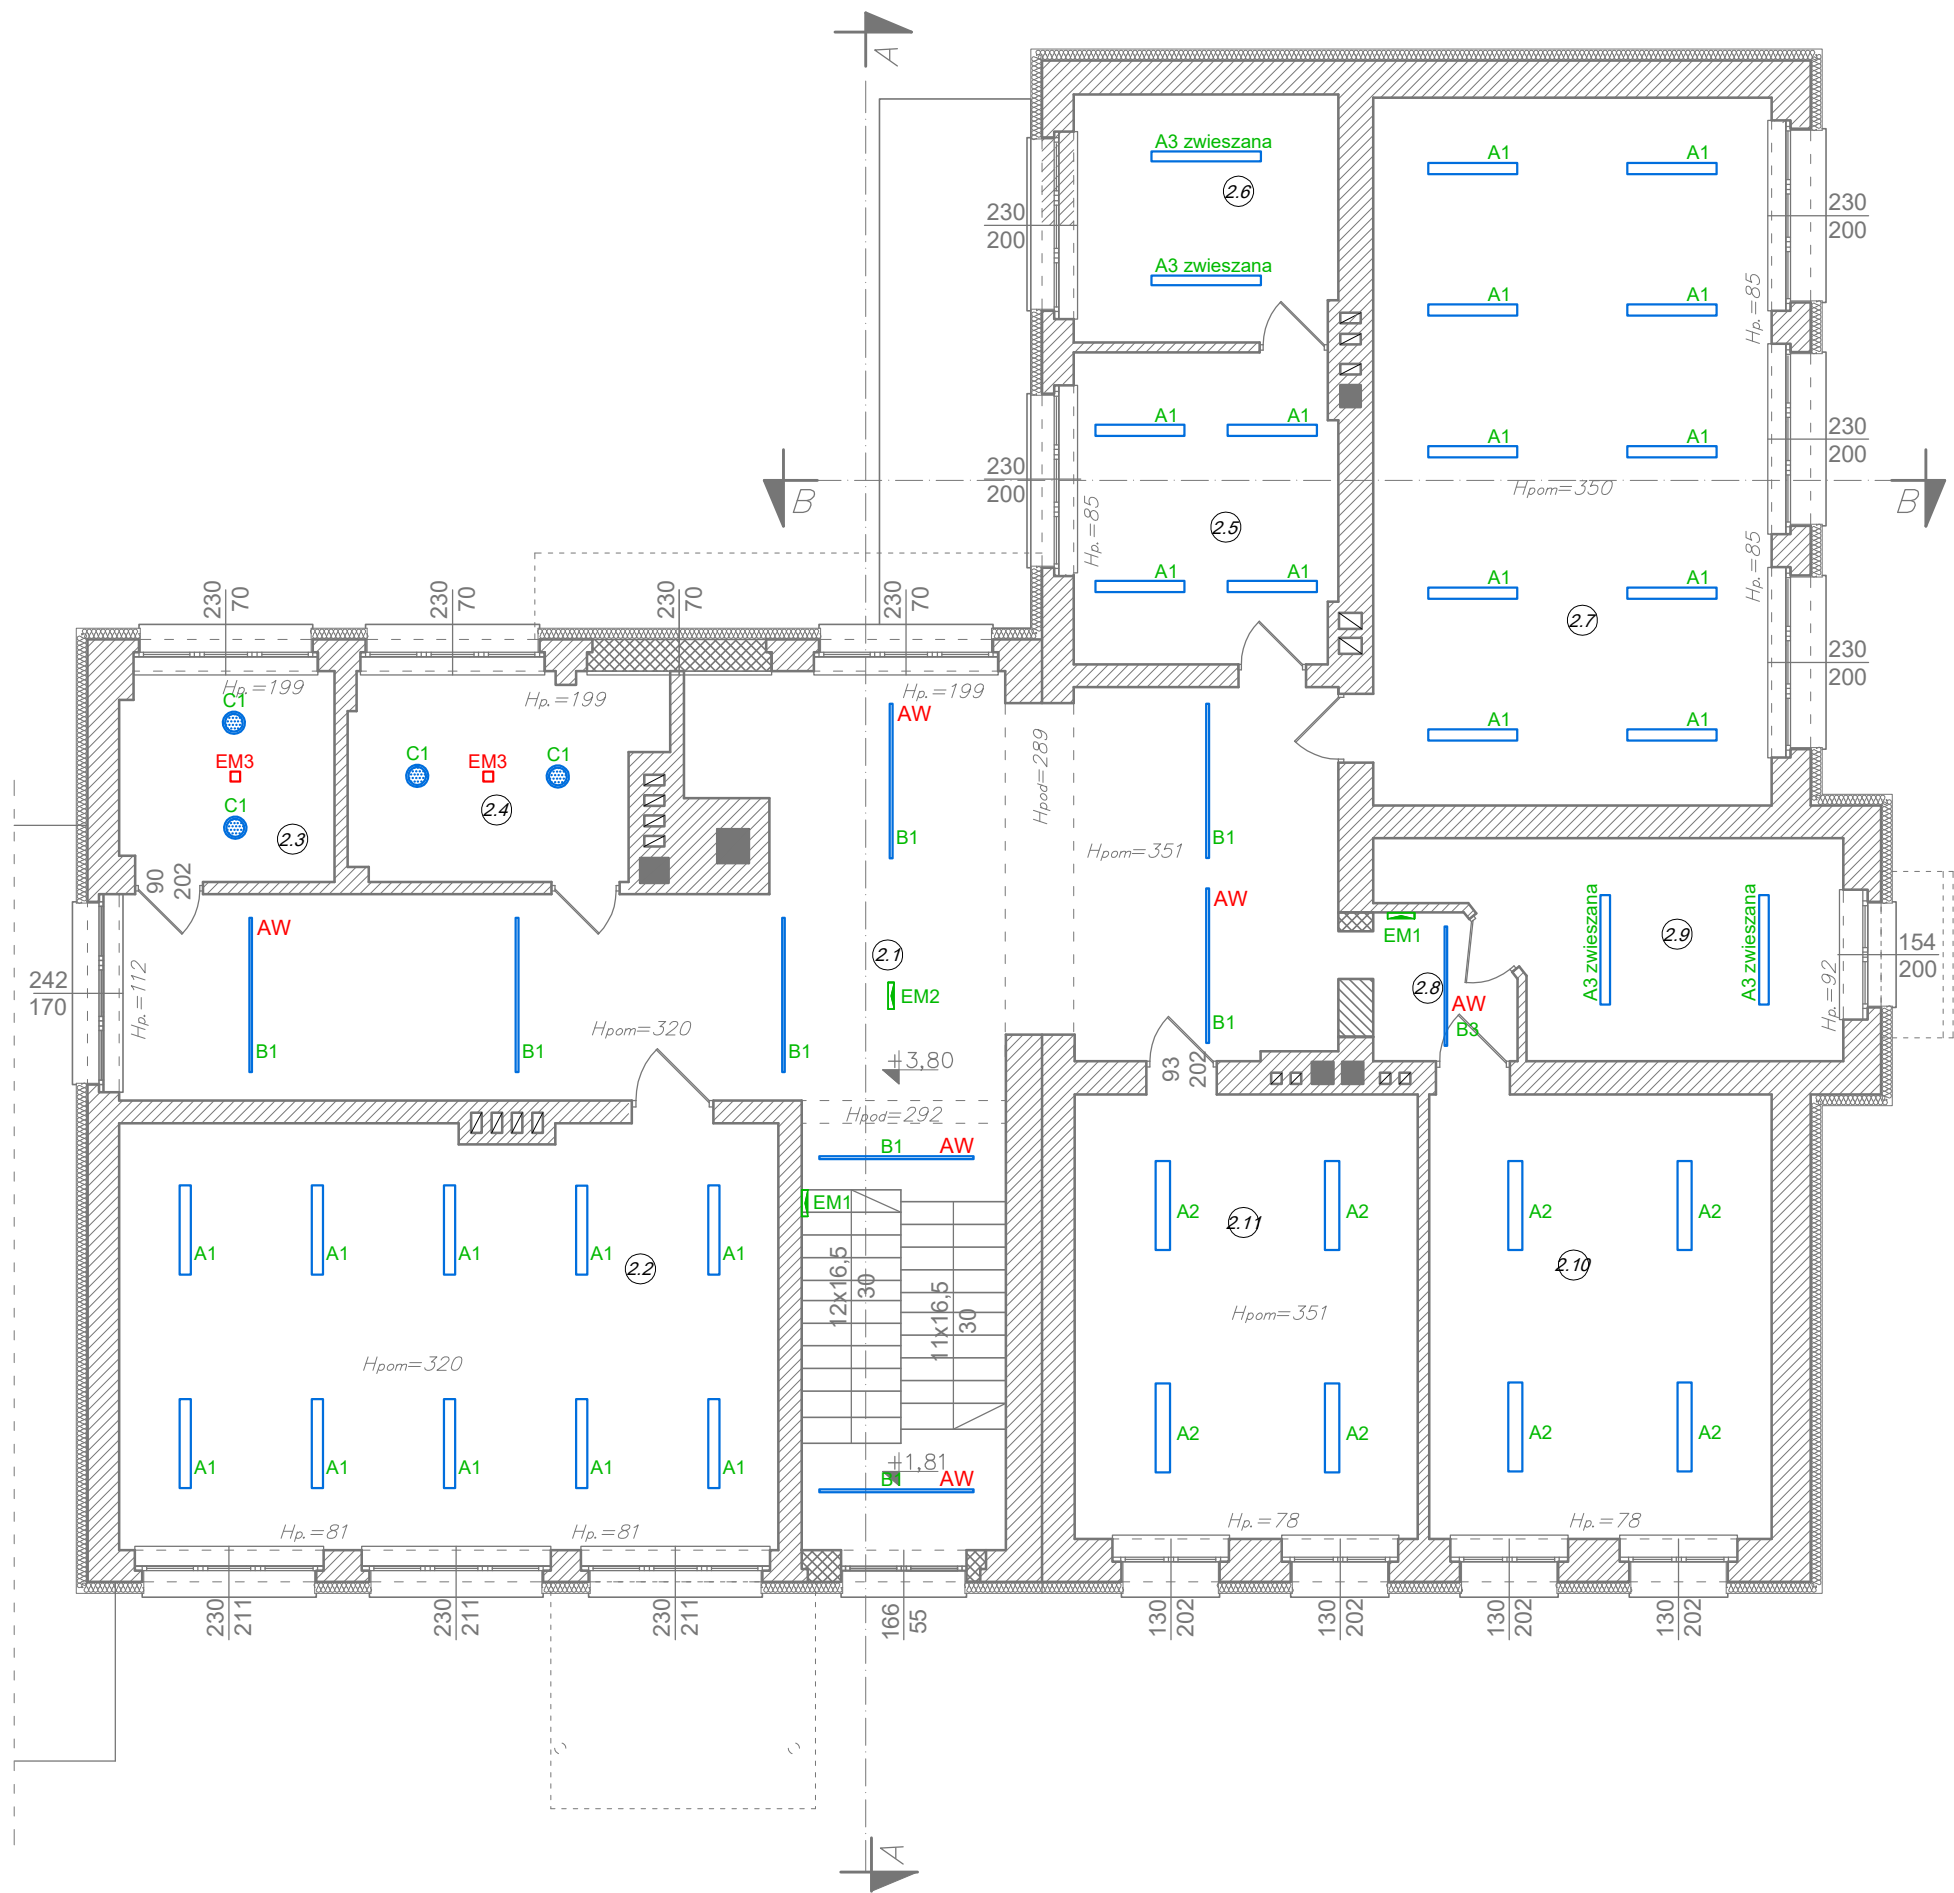 A
A3 zwieszana
A1
A1
2.6
230
200
230
200
A3 zwieszana
A1
A1
Hp.=85
A1
A1
A1
A1
230
200
230
200
B
Hpom=350
B
Hp.=85
2.5
Hp.=85
A1
A1
A1
A1
2.7
230
70
230
70
230
70
230
70
230
200
Hp.=199
Hp.=199
Hp.=199
C1
AW
A1
A1
Hpod=289
EM3
C1
EM3
C1
C1
2.4
2.3
B1
B1
Hpom=351
90
202
AW
AW
A3 zwieszana
A3 zwieszana
EM1
2.9
154
200
2.1
242
170
Hp.=112
EM2
2.8
AW
Hp.=92
Hpom=320
B1
B3
B1
B1
B1
+3,80
93
202
Hpod=292
B1
AW
EM1
A2
A2
2.11
A2
A2
A1
A1
A1
A1
A1
2.2
12x16,5
30
2.10
11x16,5
30
Hpom=351
Hpom=320
A2
A2
A2
A2
A1
A1
A1
A1
A1
+1,81
AW
Hp.=81
Hp.=81
Hp.=78
Hp.=78
230
211
230
211
230
211
166
55
130
202
130
202
130
202
130
202
A